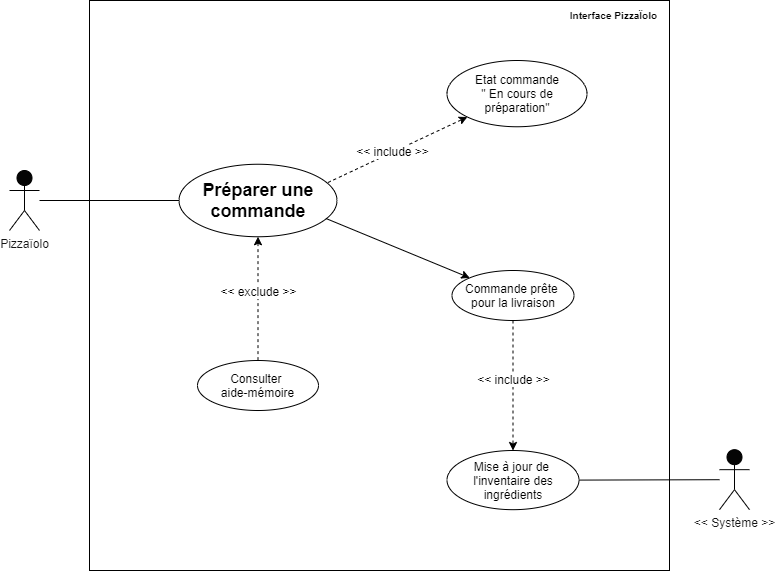 Interface PizzaÏolo
Etat commande
" En cours de
préparation"
<< include >>
Préparer une
commande
Pizzaïolo
<< exclude >>
Commande prête
pour la livraison
Consulter
aide-mémoire
<< include >>
Mise à jour de
l'inventaire des
ingrédients
<< Système >>